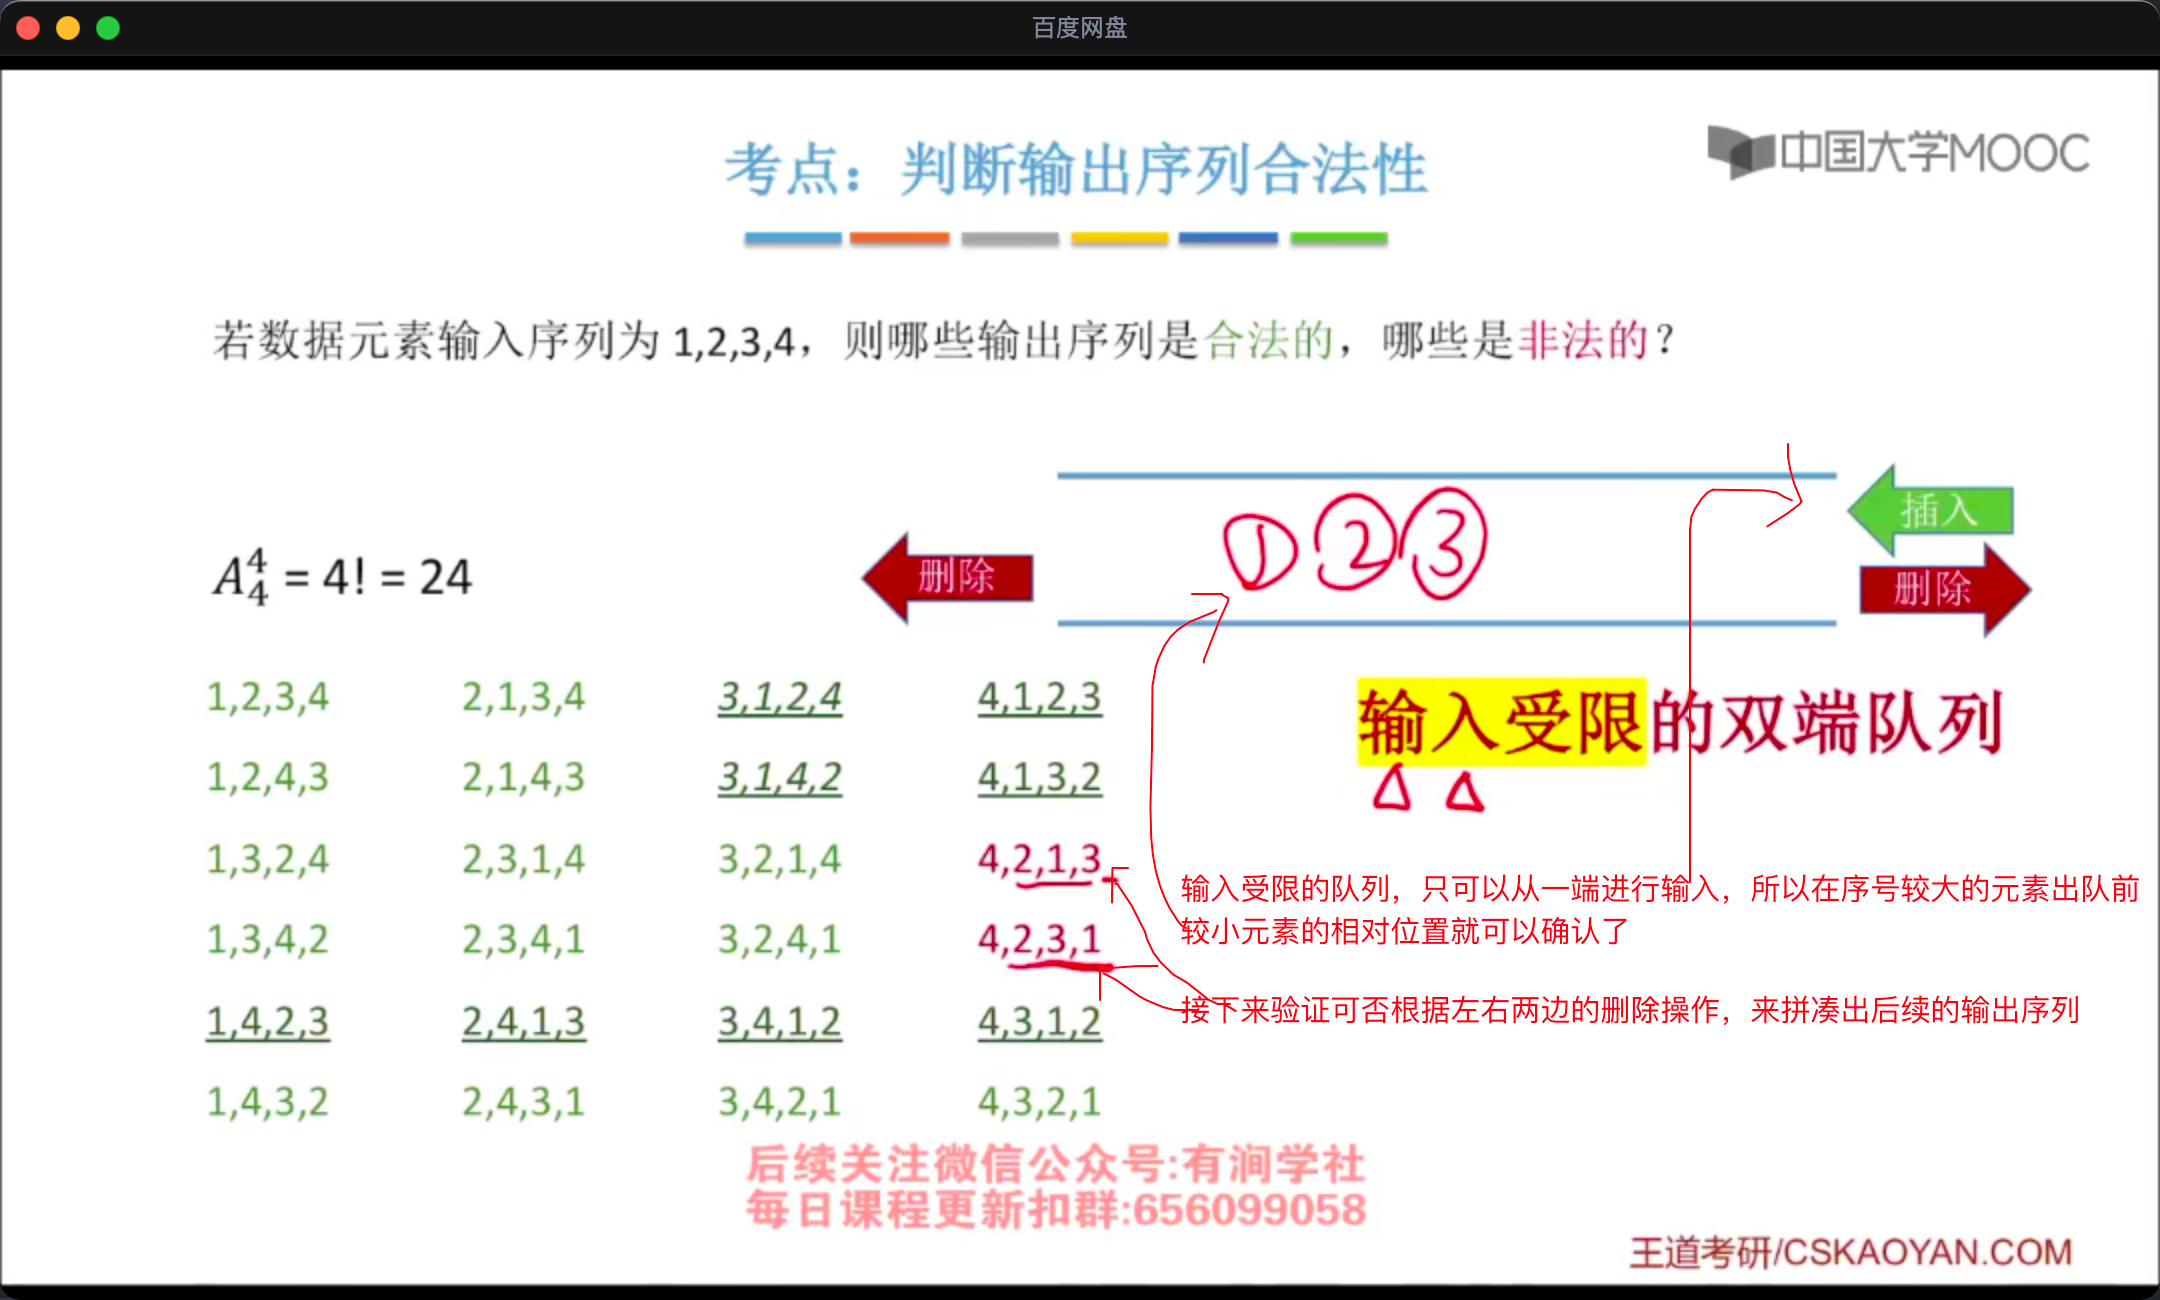 百度网盘
中国大学MOOC
考点：判断输出序列合法性
若数据元素输入序列为 1,2,3,4，则哪些输出序列是合法的，哪些是非法的？
插入
删除
① ② ③
删除
A₄⁴ = 4! = 24
1,2,3,4 2,1,3,4 3,1,2,4 4,1,2,3
输入受限的双端队列
1,2,4,3 2,1,4,3 3,1,4,2 4,1,3,2
1,3,2,4 2,3,1,4 3,2,1,4 4,2,1,3
输入受限的队列，只可以从一端进行输入，所以在序号较大的元素出队前
较小元素的相对位置就可以确认了
1,3,4,2 2,3,4,1 3,2,4,1 4,2,3,1
接下来验证可否根据左右两边的删除操作，来拼凑出后续的输出序列
1,4,2,3 2,4,1,3 3,4,1,2 4,3,1,2
1,4,3,2 2,4,3,1 3,4,2,1 4,3,2,1
后续关注微信公众号:有涧学社
每日课程更新扣群:656099058
王道考研/CSKAOYAN.COM